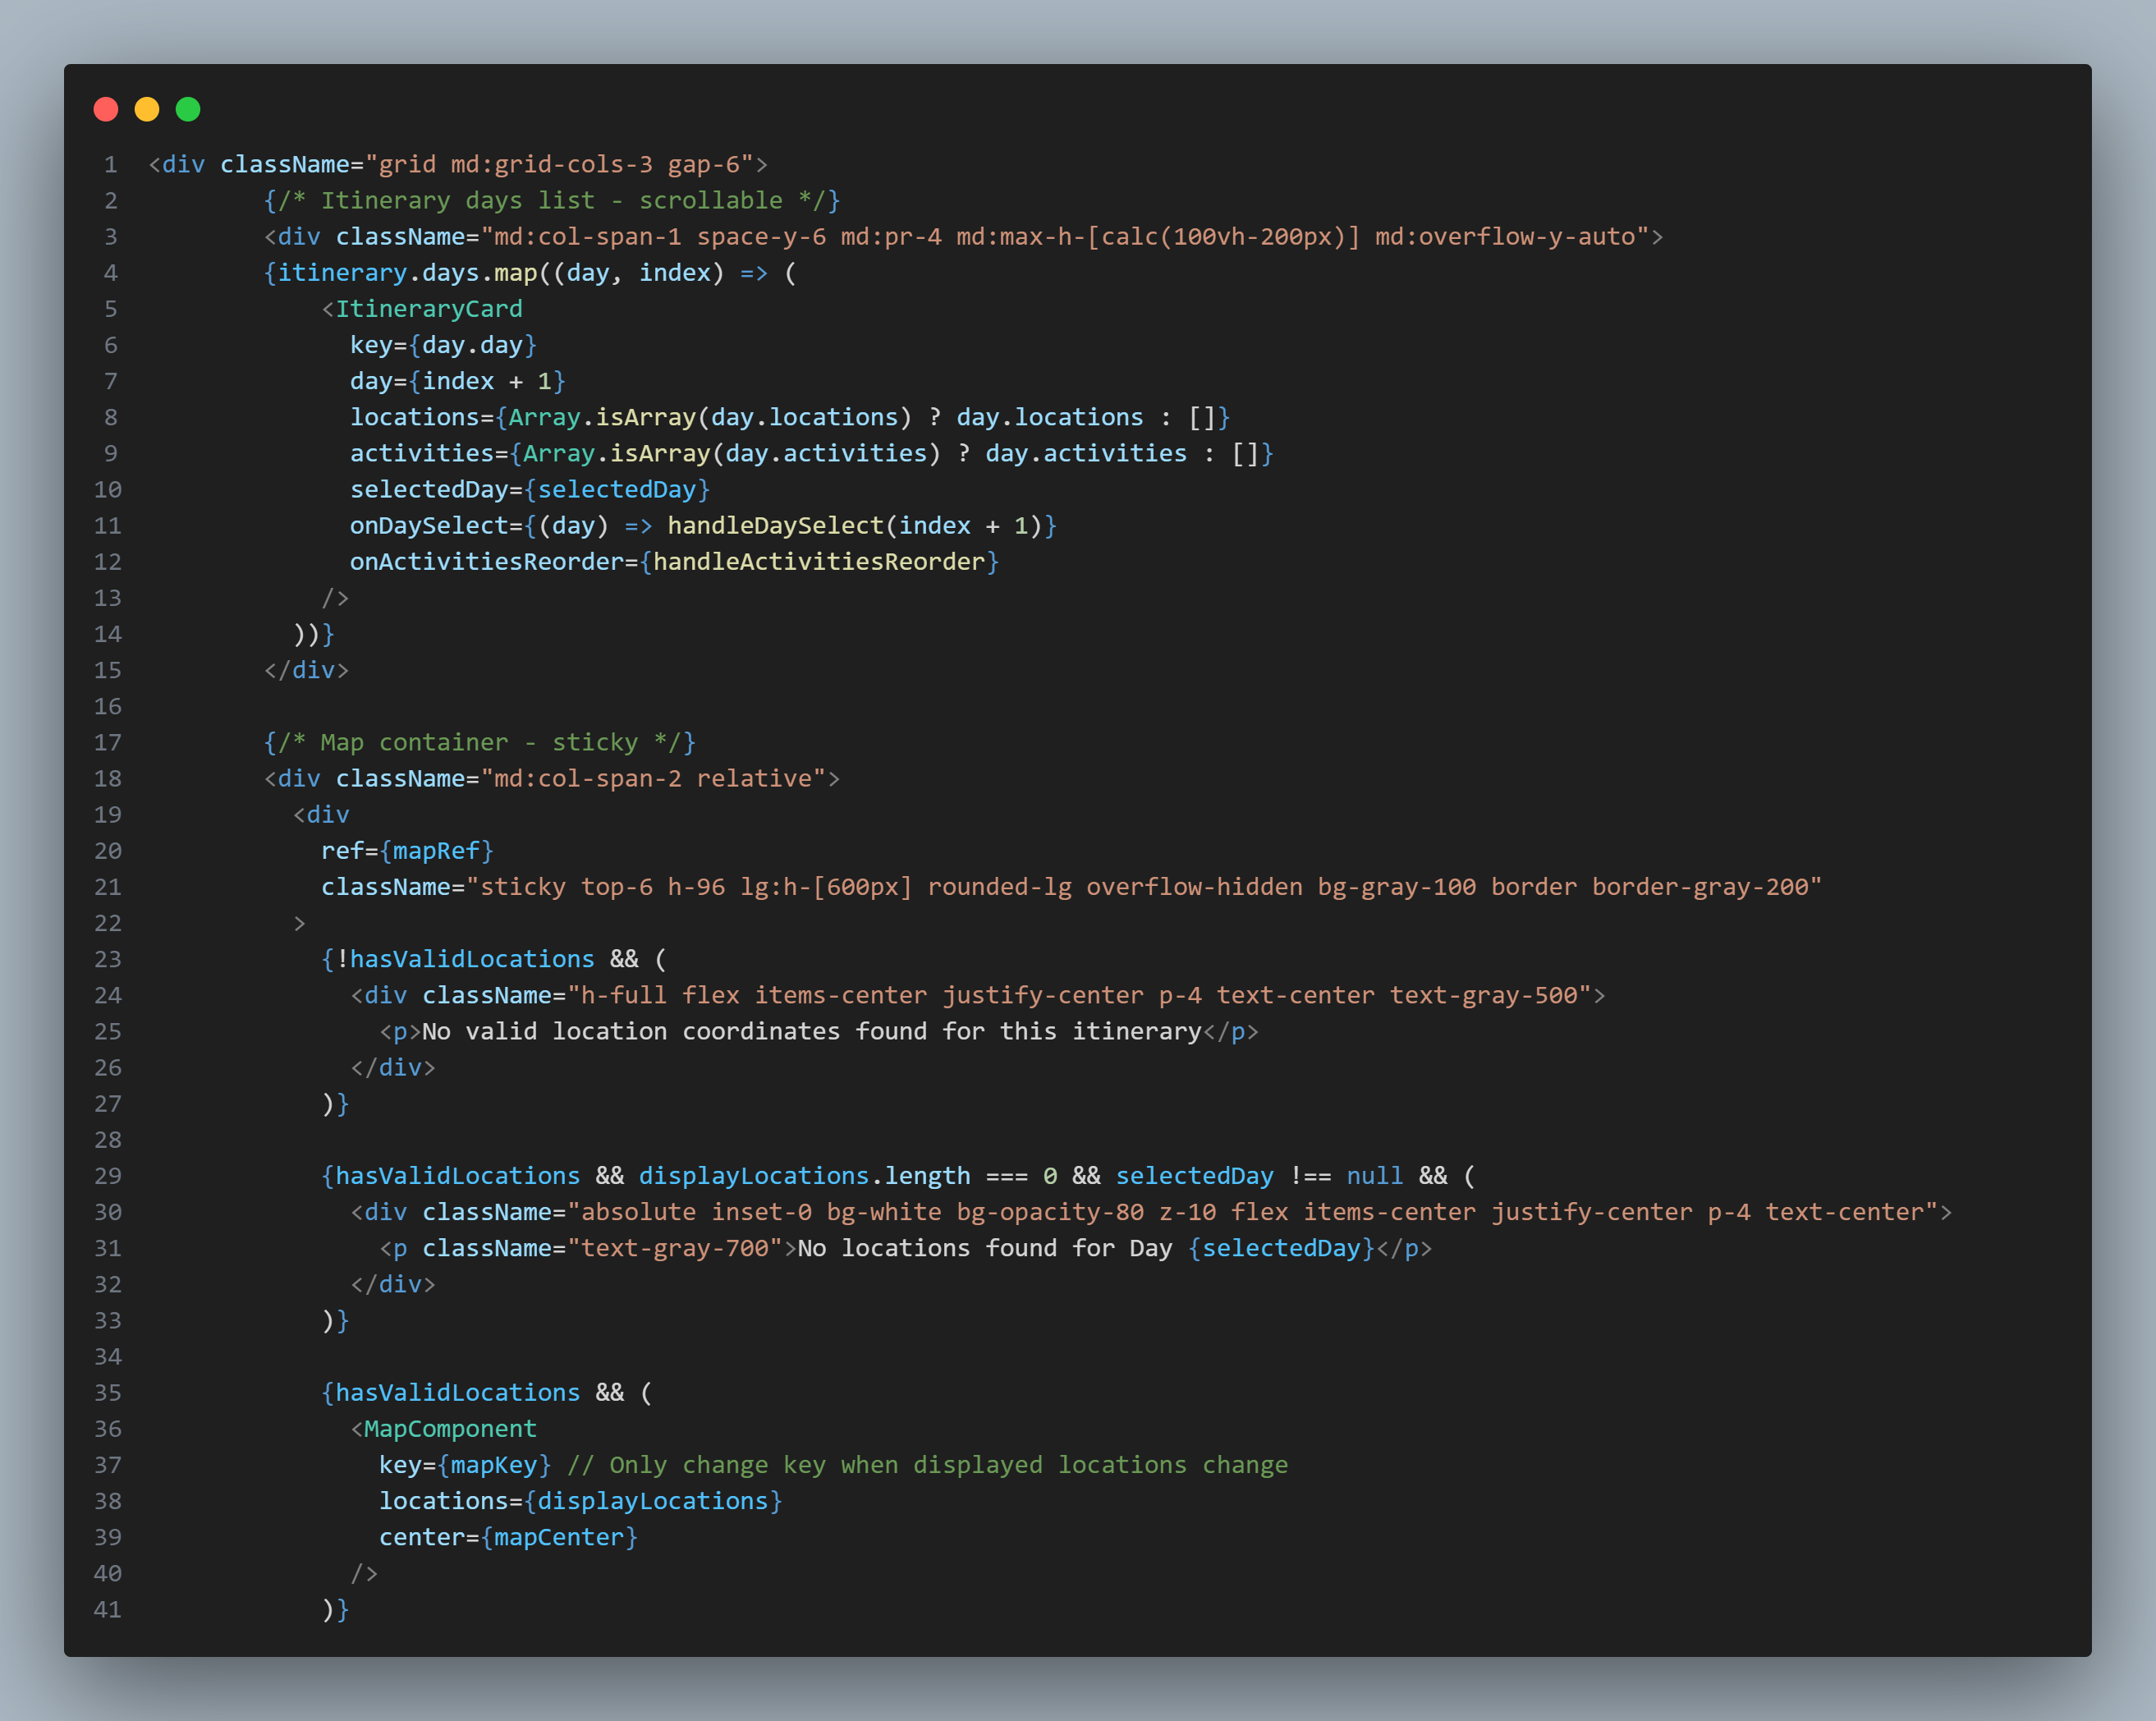 1 <div className="grid md:grid-cols-3 gap-6">
2         {/* Itinerary days list - scrollable */}
3         <div className="md:col-span-1 space-y-6 md:pr-4 md:max-h-[calc(100vh-200px)] md:overflow-y-auto">
4         {itinerary.days.map((day, index) => (
5             <ItineraryCard
6               key={day.day}
7               day={index + 1}
8               locations={Array.isArray(day.locations) ? day.locations : []}
9               activities={Array.isArray(day.activities) ? day.activities : []}
10               selectedDay={selectedDay}
11               onDaySelect={(day) => handleDaySelect(index + 1)}
12               onActivitiesReorder={handleActivitiesReorder}
13             />
14           ))}
15         </div>
16
17         {/* Map container - sticky */}
18         <div className="md:col-span-2 relative">
19           <div
20             ref={mapRef}
21             className="sticky top-6 h-96 lg:h-[600px] rounded-lg overflow-hidden bg-gray-100 border border-gray-200"
22           >
23             {!hasValidLocations && (
24               <div className="h-full flex items-center justify-center p-4 text-center text-gray-500">
25                 <p>No valid location coordinates found for this itinerary</p>
26               </div>
27             )}
28
29             {hasValidLocations && displayLocations.length === 0 && selectedDay !== null && (
30               <div className="absolute inset-0 bg-white bg-opacity-80 z-10 flex items-center justify-center p-4 text-center">
31                 <p className="text-gray-700">No locations found for Day {selectedDay}</p>
32               </div>
33             )}
34
35             {hasValidLocations && (
36               <MapComponent
37                 key={mapKey} // Only change key when displayed locations change
38                 locations={displayLocations}
39                 center={mapCenter}
40               />
41             )}